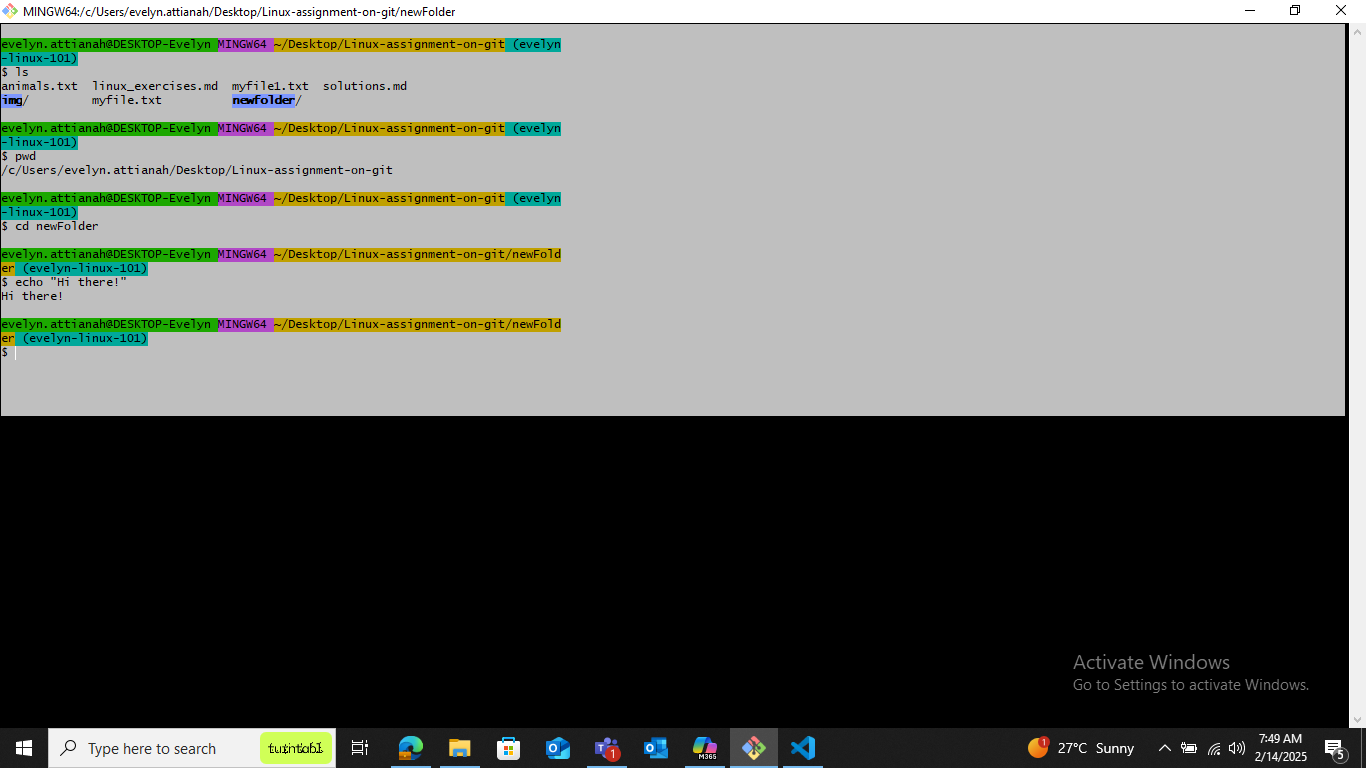 MINGW64:/c/Users/evelyn.attianah/Desktop/Linux-assignment-on-git/newFolder
evelyn.attianah@DESKTOP-Evelyn MINGW64 ~/Desktop/Linux-assignment-on-git (evelyn
-linux-101)
$ ls
animals.txt  linux_exercises.md  myfile1.txt  solutions.md
img/         myfile.txt          newfolder/
evelyn.attianah@DESKTOP-Evelyn MINGW64 ~/Desktop/Linux-assignment-on-git (evelyn
-linux-101)
$ pwd
/c/Users/evelyn.attianah/Desktop/Linux-assignment-on-git
evelyn.attianah@DESKTOP-Evelyn MINGW64 ~/Desktop/Linux-assignment-on-git (evelyn
-linux-101)
$ cd newFolder
evelyn.attianah@DESKTOP-Evelyn MINGW64 ~/Desktop/Linux-assignment-on-git/newFold
er (evelyn-linux-101)
$ echo "Hi there!"
Hi there!
evelyn.attianah@DESKTOP-Evelyn MINGW64 ~/Desktop/Linux-assignment-on-git/newFold
er (evelyn-linux-101)
$
Activate Windows
Go to Settings to activate Windows.
Type here to search
1
M365
1
27°C Sunny
7:49 AM
2/14/2025
5